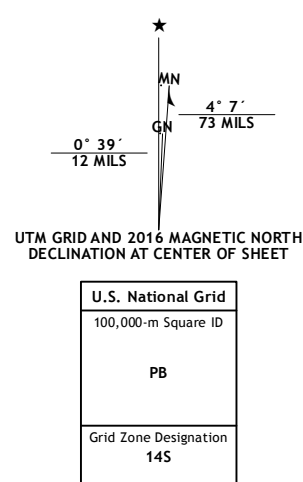 ★
MN
GN
4° 7´
73 MILS
0° 39´
12 MILS
UTM GRID AND 2016 MAGNETIC NORTH
DECLINATION AT CENTER OF SHEET
U.S. National Grid
100,000-m Square ID
PB
Grid Zone Designation
14S